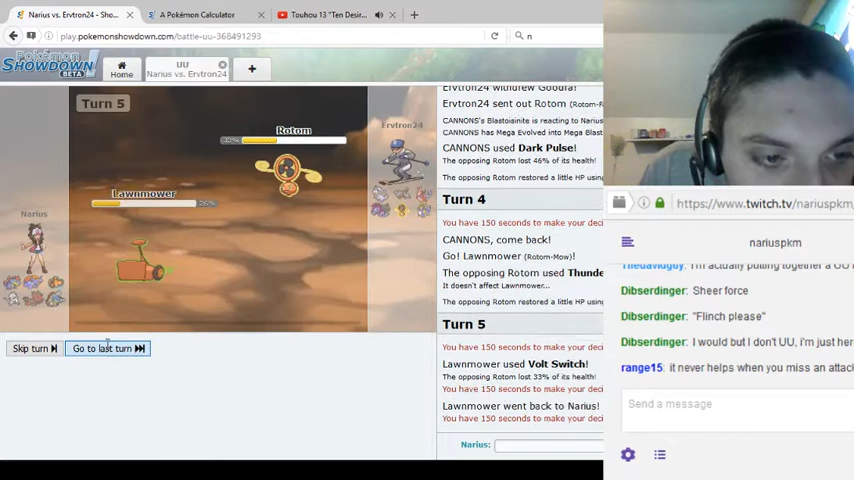 Narius vs. Ervtron24 - Sho...
A Pokémon Calculator
Touhou 13 "Ten Desir...
play.pokemonshowdown.com/battle-uu-368491293
n
POKÉMON
SHOWDOWN!
BETA
Home
UU
Narius vs. Ervtron24
Turn 5
Rotom
Ervtron24
Lawnmower
26%
Narius
Skip turn
Go to last turn
Ervtron24 withdrew Goodra!
Ervtron24 sent out Rotom (Rotom-F
CANNONS's Blastoisinite is reacting to Narius
CANNONS has Mega Evolved into Mega Blast
CANNONS used Dark Pulse!
The opposing Rotom lost 46% of its health!
The opposing Rotom restored a little HP using
Turn 4
You have 150 seconds to make your deci
CANNONS, come back!
Go! Lawnmower (Rotom-Mow)
The opposing Rotom used Thunde
It doesn't affect Lawnmower...
The opposing Rotom restored a little HP using
Turn 5
You have 150 seconds to make your deci
Lawnmower used Volt Switch!
The opposing Rotom lost 33% of its health!
You have 150 seconds to make your deci
Lawnmower went back to Narius!
You have 150 seconds to make your deci
Narius:
https://www.twitch.tv/nariuspkm
nariuspkm
Thedavidguy: I'm actually putting together a UU
Dibserdinger: Sheer force
Dibserdinger: "Flinch please"
Dibserdinger: I would but I don't UU, i'm just her
range15: it never helps when you miss an attac
Send a message